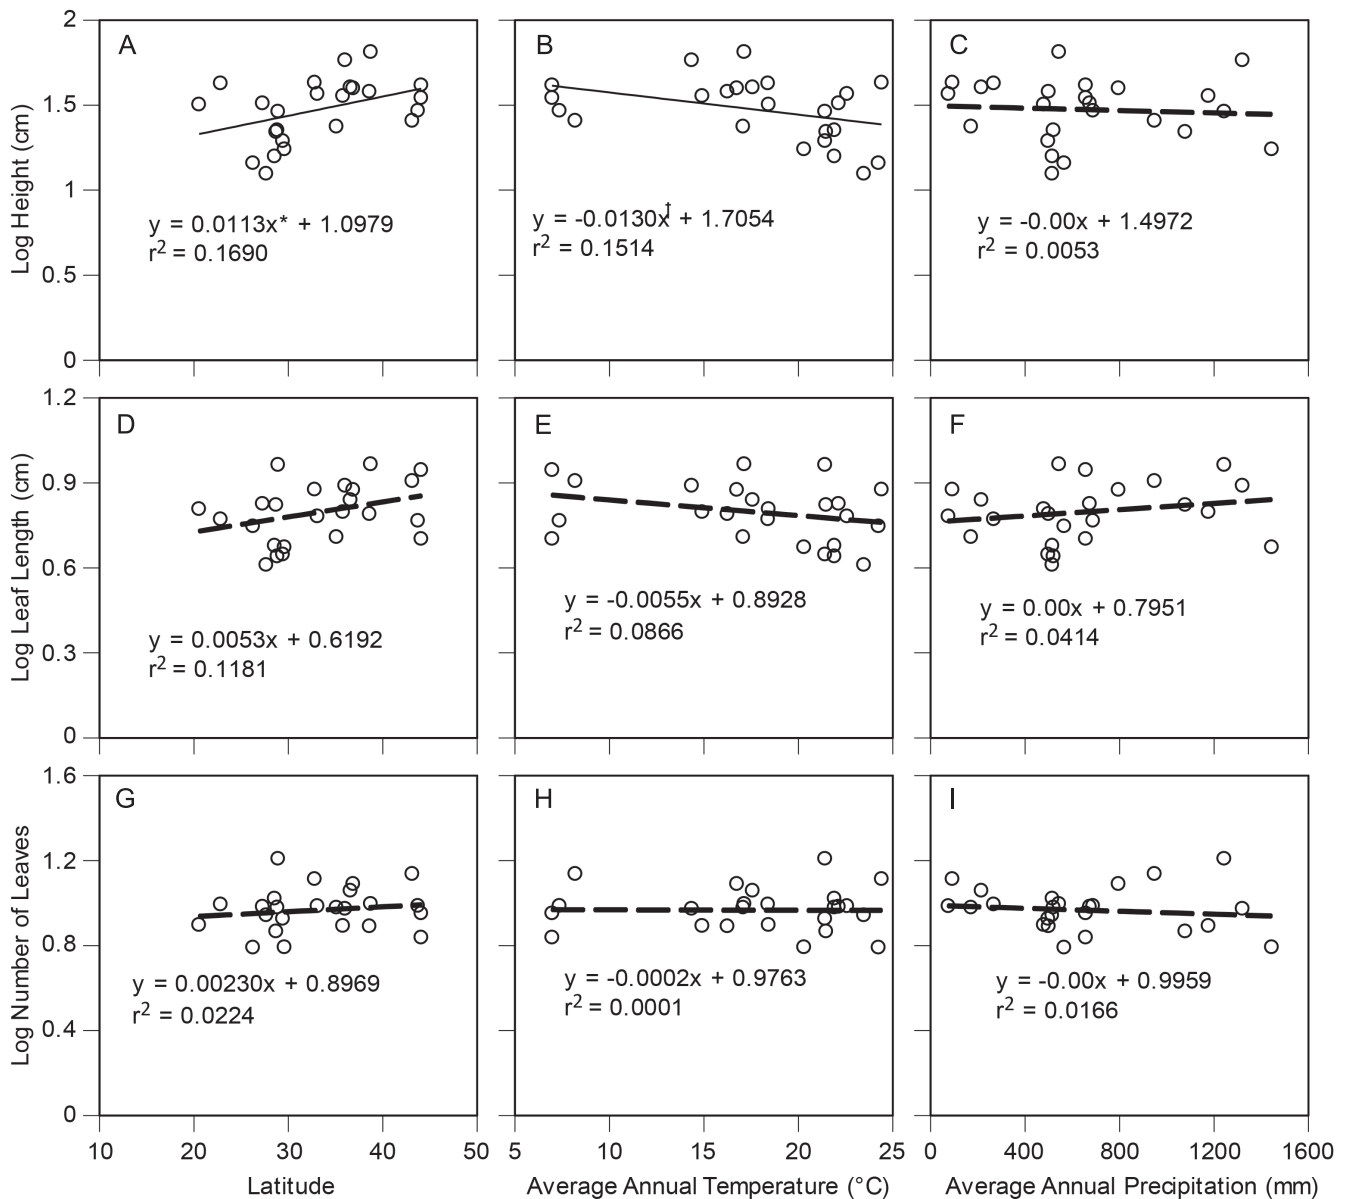 Log Height (cm)
2
1.5
1
0.5
0
A
y = 0.0113x* + 1.0979
r² = 0.1690
B
y = -0.0130x† + 1.7054
r² = 0.1514
C
y = -0.00x + 1.4972
r² = 0.0053
Log Leaf Length (cm)
1.2
0.9
0.6
0.3
0
D
y = 0.0053x + 0.6192
r² = 0.1181
E
y = -0.0055x + 0.8928
r² = 0.0866
F
y = 0.00x + 0.7951
r² = 0.0414
Log Number of Leaves
1.6
1.2
0.8
0.4
0
G
y = 0.00230x + 0.8969
r² = 0.0224
H
y = -0.0002x + 0.9763
r² = 0.0001
I
y = -0.00x + 0.9959
r² = 0.0166
10 20 30 40 50
5 10 15 20 25
0 400 800 1200 1600
Latitude
Average Annual Temperature (°C)
Average Annual Precipitation (mm)